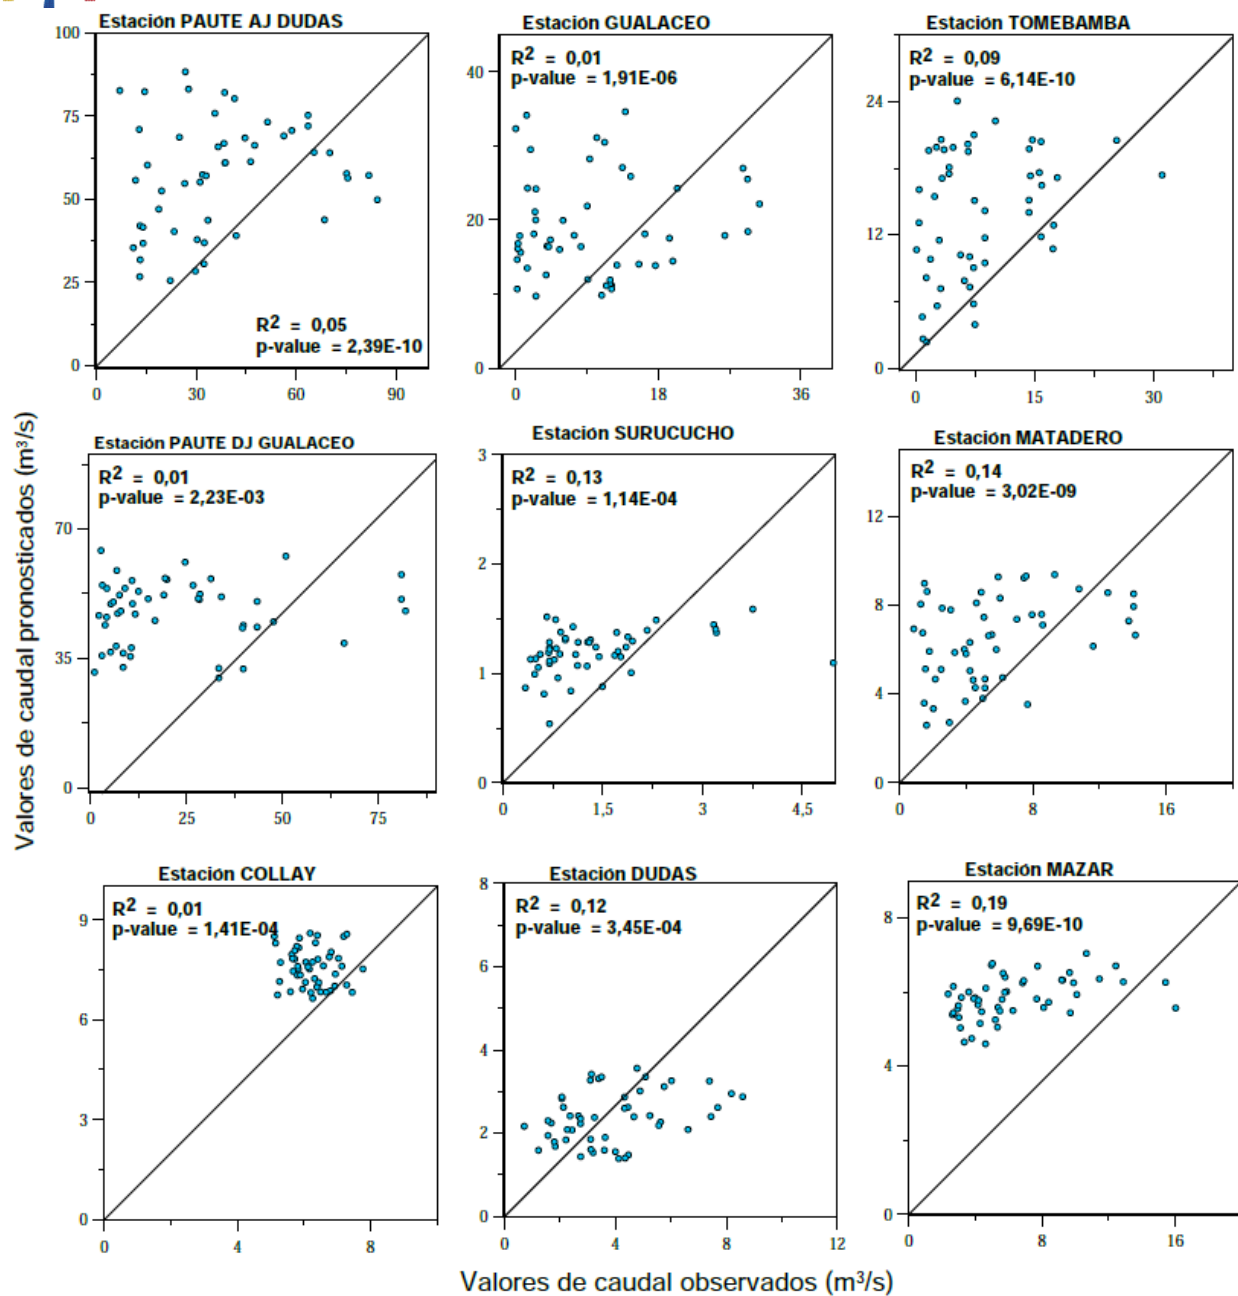 Estación PAUTE AJ DUDAS
100
75
50
25
0
0 30 60 90
R² = 0,05
p-value = 2,39E-10
Estación GUALACEO
R² = 0,01
p-value = 1,91E-06
40
20
0
0 18 36
Estación TOMEBAMBA
R² = 0,09
p-value = 6,14E-10
24
12
0
0 15 30
Valores de caudal pronosticados (m³/s)
Estación PAUTE DJ GUALACEO
R² = 0,01
p-value = 2,23E-03
70
35
0
0 25 50 75
Estación SURUCUCHO
R² = 0,13
p-value = 1,14E-04
3
2
1
0
0 1,5 3 4,5
Estación MATADERO
R² = 0,14
p-value = 3,02E-09
12
8
4
0
0 8 16
Estación COLLAY
R² = 0,01
p-value = 1,41E-04
9
6
3
0
0 4 8
Estación DUDAS
R² = 0,12
p-value = 3,45E-04
8
6
4
2
0
0 4 8 12
Estación MAZAR
R² = 0,19
p-value = 9,69E-10
8
4
0
0 8 16
Valores de caudal observados (m³/s)